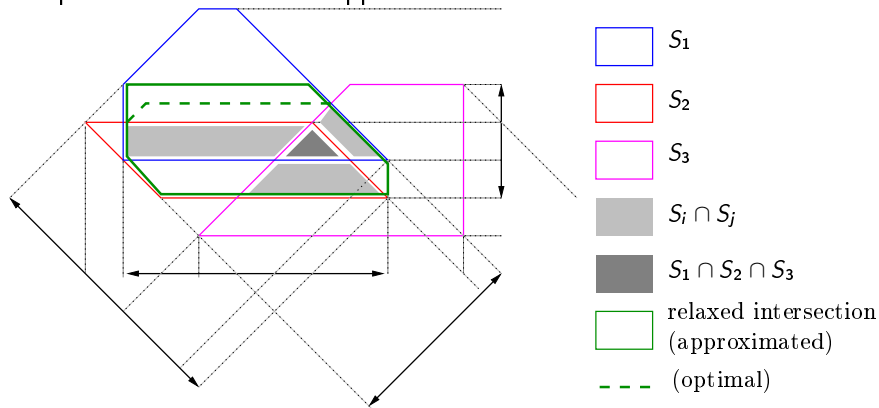 S₁
S₂
S₃
Sᵢ ∩ Sⱼ
S₁ ∩ S₂ ∩ S₃
relaxed intersection
(approximated)
(optimal)